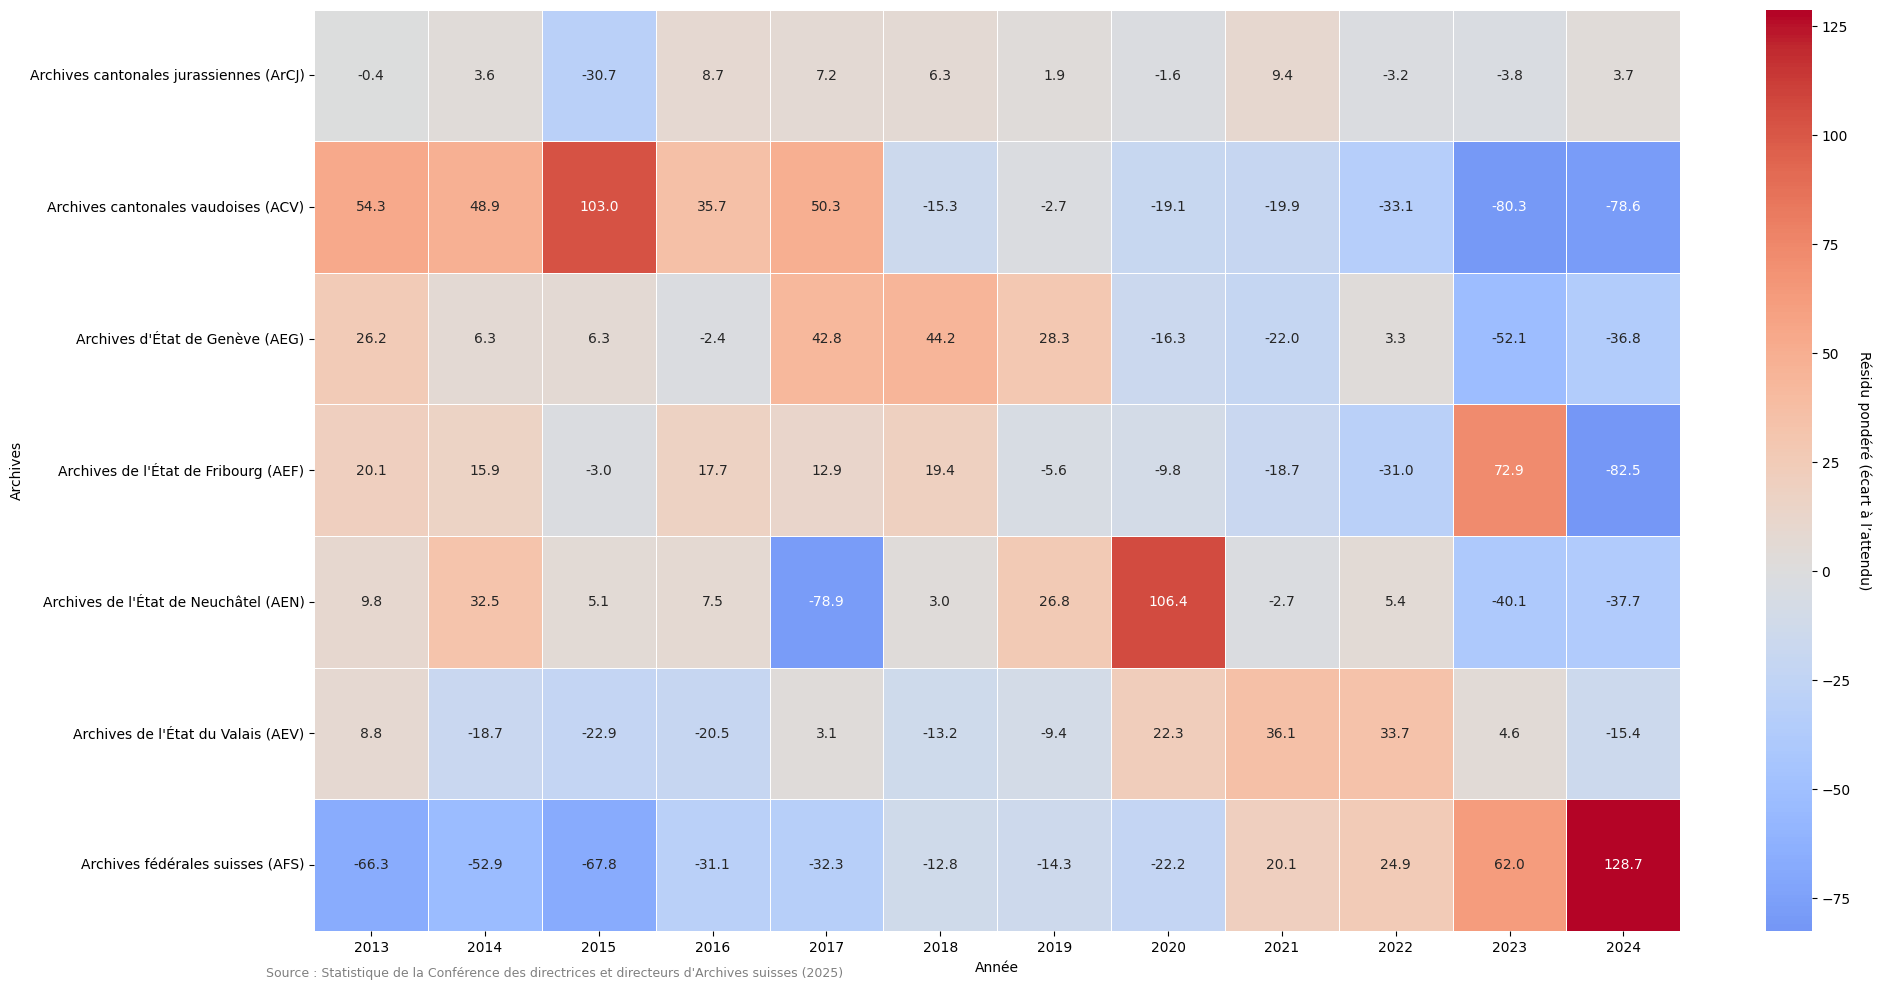 Archives cantonales jurassiennes (ArCJ) -0.4 3.6 -30.7 8.7 7.2 6.3 1.9 -1.6 9.4 -3.2 -3.8 3.7
Archives cantonales vaudoises (ACV) 54.3 48.9 103.0 35.7 50.3 -15.3 -2.7 -19.1 -19.9 -33.1 -80.3 -78.6
Archives d'État de Genève (AEG) 26.2 6.3 6.3 -2.4 42.8 44.2 28.3 -16.3 -22.0 3.3 -52.1 -36.8
Archives de l'État de Fribourg (AEF) 20.1 15.9 -3.0 17.7 12.9 19.4 -5.6 -9.8 -18.7 -31.0 72.9 -82.5
Archives de l'État de Neuchâtel (AEN) 9.8 32.5 5.1 7.5 -78.9 3.0 26.8 106.4 -2.7 5.4 -40.1 -37.7
Archives de l'État du Valais (AEV) 8.8 -18.7 -22.9 -20.5 3.1 -13.2 -9.4 22.3 36.1 33.7 4.6 -15.4
Archives fédérales suisses (AFS) -66.3 -52.9 -67.8 -31.1 -32.3 -12.8 -14.3 -22.2 20.1 24.9 62.0 128.7
2013 2014 2015 2016 2017 2018 2019 2020 2021 2022 2023 2024
Année
Archives
Source : Statistique de la Conférence des directrices et directeurs d'Archives suisses (2025)
125
100
75
50
25
0
−25
−50
−75
Résidu pondéré (écart à l’attendu)